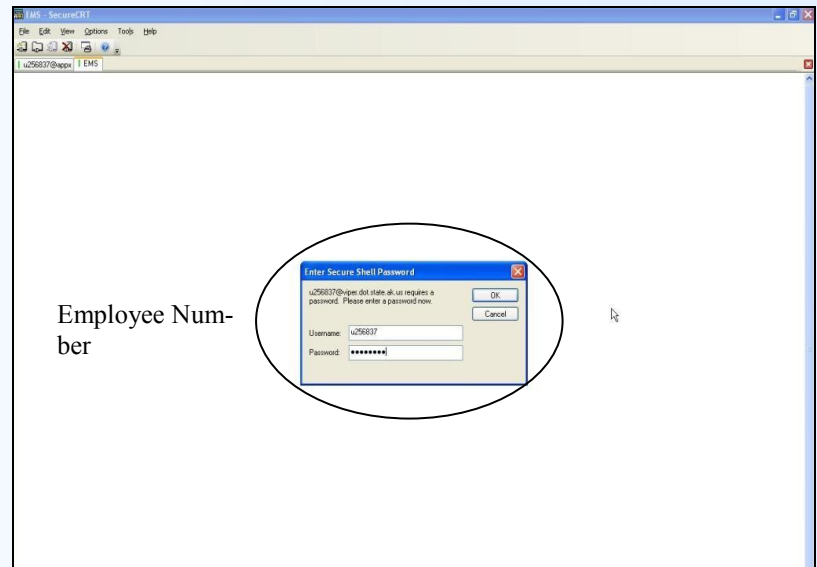 EMS - SecureCRT
File Edit View Options Tools Help
u256837@appx EMS
Enter Secure Shell Password
u256837@viper.dot.state.ak.us requires a
password. Please enter a password now.
OK
Cancel
Username: u256837
Password: ••••••••
Employee Num-
ber